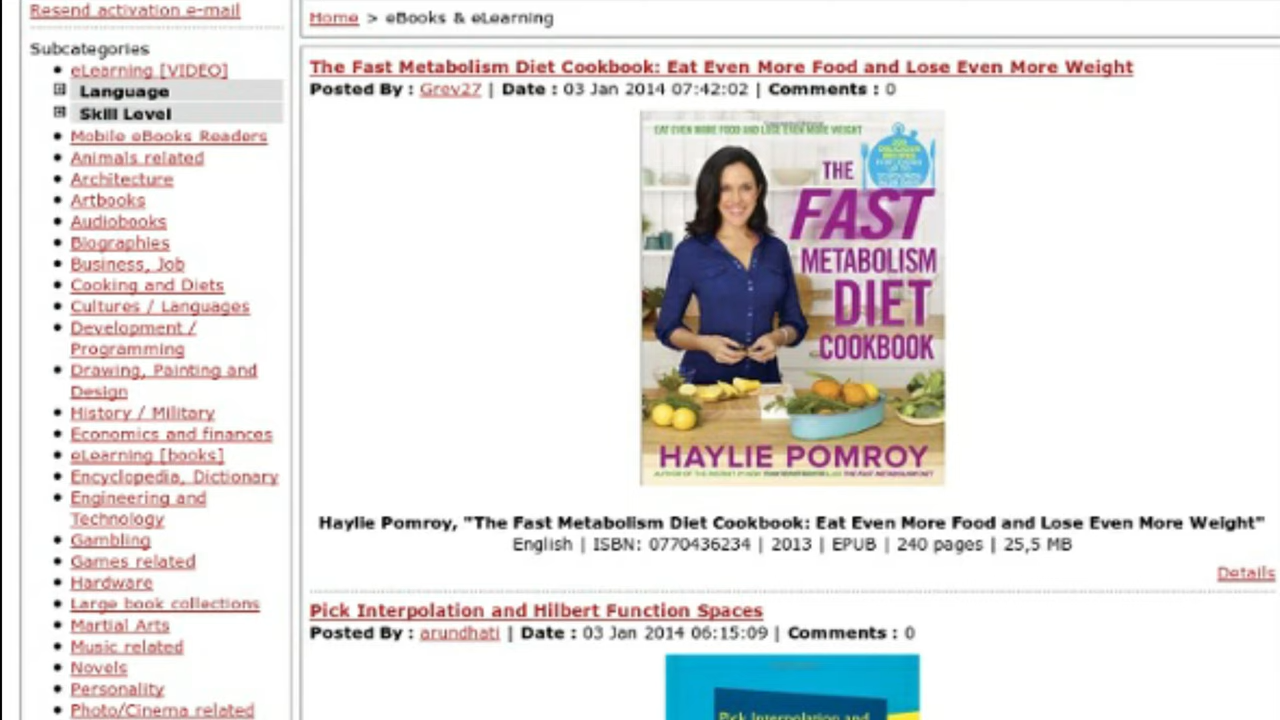 Resend activation e-mail
Subcategories
eLearning [VIDEO]
Language
Skill Level
Mobile eBooks Readers
Animals related
Architecture
Artbooks
Audiobooks
Biographies
Business, Job
Cooking and Diets
Cultures / Languages
Development /
Programming
Drawing, Painting and
Design
History / Military
Economics and finances
eLearning [books]
Encyclopedia, Dictionary
Engineering and
Technology
Gambling
Games related
Hardware
Large book collections
Martial Arts
Music related
Novels
Personality
Photo/Cinema related
Home > eBooks & eLearning
The Fast Metabolism Diet Cookbook: Eat Even More Food and Lose Even More Weight
Posted By : Grev27 | Date : 03 Jan 2014 07:42:02 | Comments : 0
EAT EVEN MORE FOOD AND LOSE EVEN MORE WEIGHT
THE
FAST
METABOLISM
DIET
COOKBOOK
HAYLIE POMROY
Haylie Pomroy, "The Fast Metabolism Diet Cookbook: Eat Even More Food and Lose Even More Weight"
English | ISBN: 0770436234 | 2013 | EPUB | 240 pages | 25,5 MB
Details
Pick Interpolation and Hilbert Function Spaces
Posted By : arundhati | Date : 03 Jan 2014 06:15:09 | Comments : 0
Pick Interpolation and